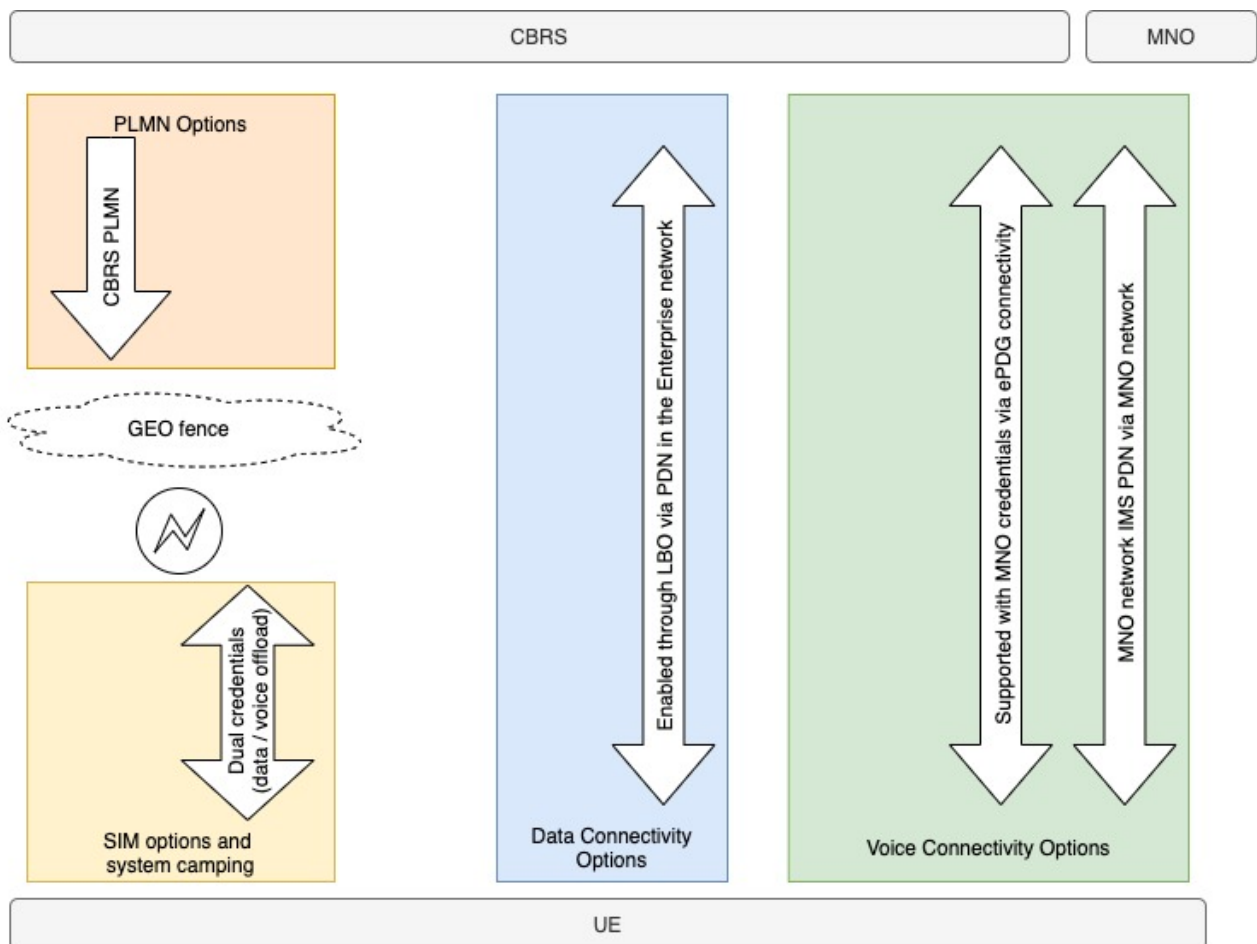 CBRS
MNO
PLMN Options
CBRS PLMN
GEO fence
Dual credentials
(data / voice offload)
SIM options and
system camping
Enabled through LBO via PDN in the Enterprise network
Data Connectivity
Options
Supported with MNO credentials via ePDG connectivity
MNO network IMS PDN via MNO network
Voice Connectivity Options
UE